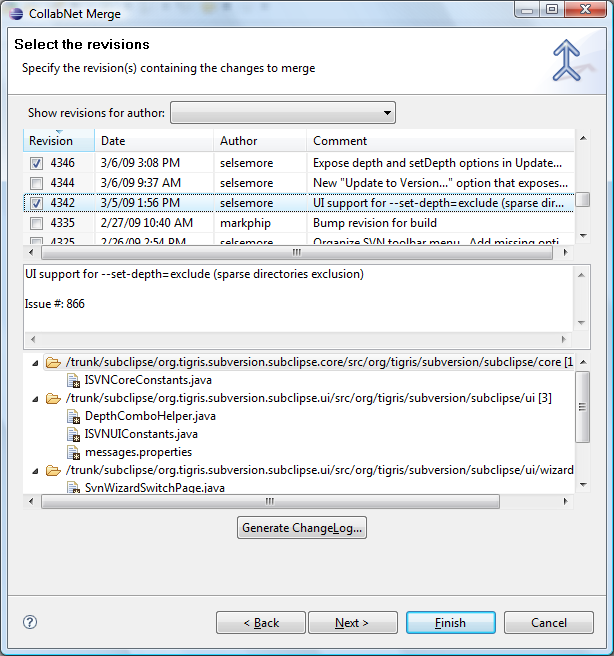 CollabNet Merge
Select the revisions
Specify the revision(s) containing the changes to merge
Show revisions for author:
Revision Date Author Comment
4346 3/6/09 3:08 PM selsemore Expose depth and setDepth options in Update...
4344 3/6/09 9:37 AM selsemore New "Update to Version..." option that exposes...
4342 3/5/09 1:56 PM selsemore UI support for --set-depth=exclude (sparse dir...
4335 2/27/09 10:40 AM markphip Bump revision for build
4325 2/26/09 2:54 PM selsemore Organize SVN toolbar menu. Add missing opti...
UI support for --set-depth=exclude (sparse directories exclusion)
Issue #: 866
/trunk/subclipse/org.tigris.subversion.subclipse.core/src/org/tigris/subversion/subclipse/core [1
ISVNCoreConstants.java
/trunk/subclipse/org.tigris.subversion.subclipse.ui/src/org/tigris/subversion/subclipse/ui [3]
DepthComboHelper.java
ISVNUIConstants.java
messages.properties
/trunk/subclipse/org.tigris.subversion.subclipse.ui/src/org/tigris/subversion/subclipse/ui/wizard
SvnWizardSwitchPage.java
Generate ChangeLog...
? < Back Next > Finish Cancel